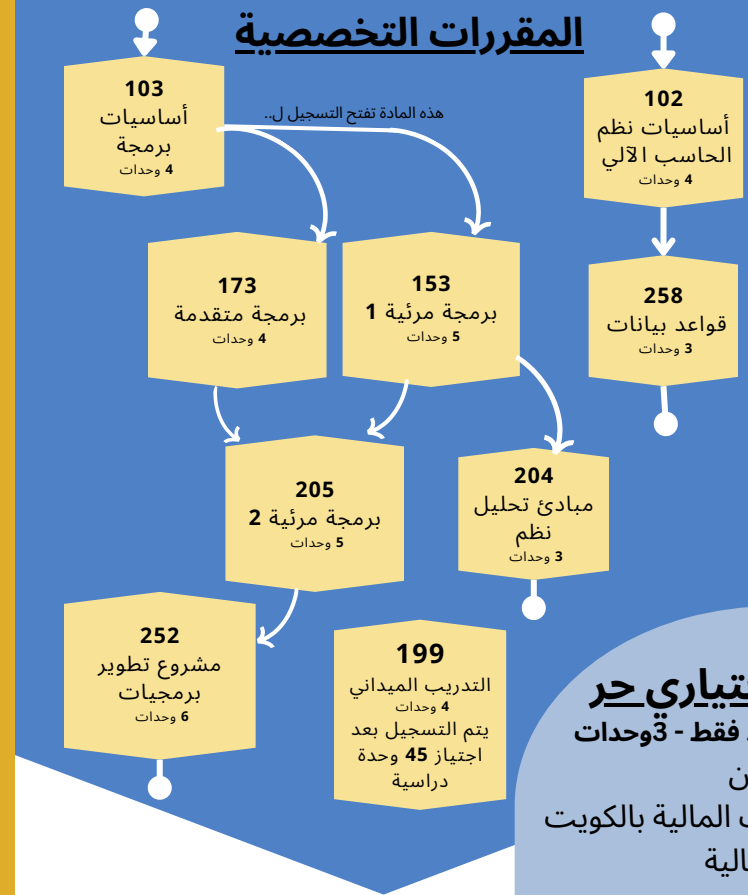 المقررات التخصصية
102
أساسيات نظم
الحاسب الآلي
4 وحدات
103
أساسيات
برمجة
4 وحدات
هذه المادة تفتح التسجيل ل..
258
قواعد بيانات
3 وحدات
153
برمجة مرئية 1
5 وحدات
173
برمجة متقدمة
4 وحدات
204
مبادئ تحليل
نظم
3 وحدات
205
برمجة مرئية 2
5 وحدات
252
مشروع تطوير
برمجيات
6 وحدات
199
التدريب الميداني
4 وحدات
يتم التسجيل بعد
اجتياز 45 وحدة
دراسية
حر
فقط - 3وحدات
المالية بالكويت